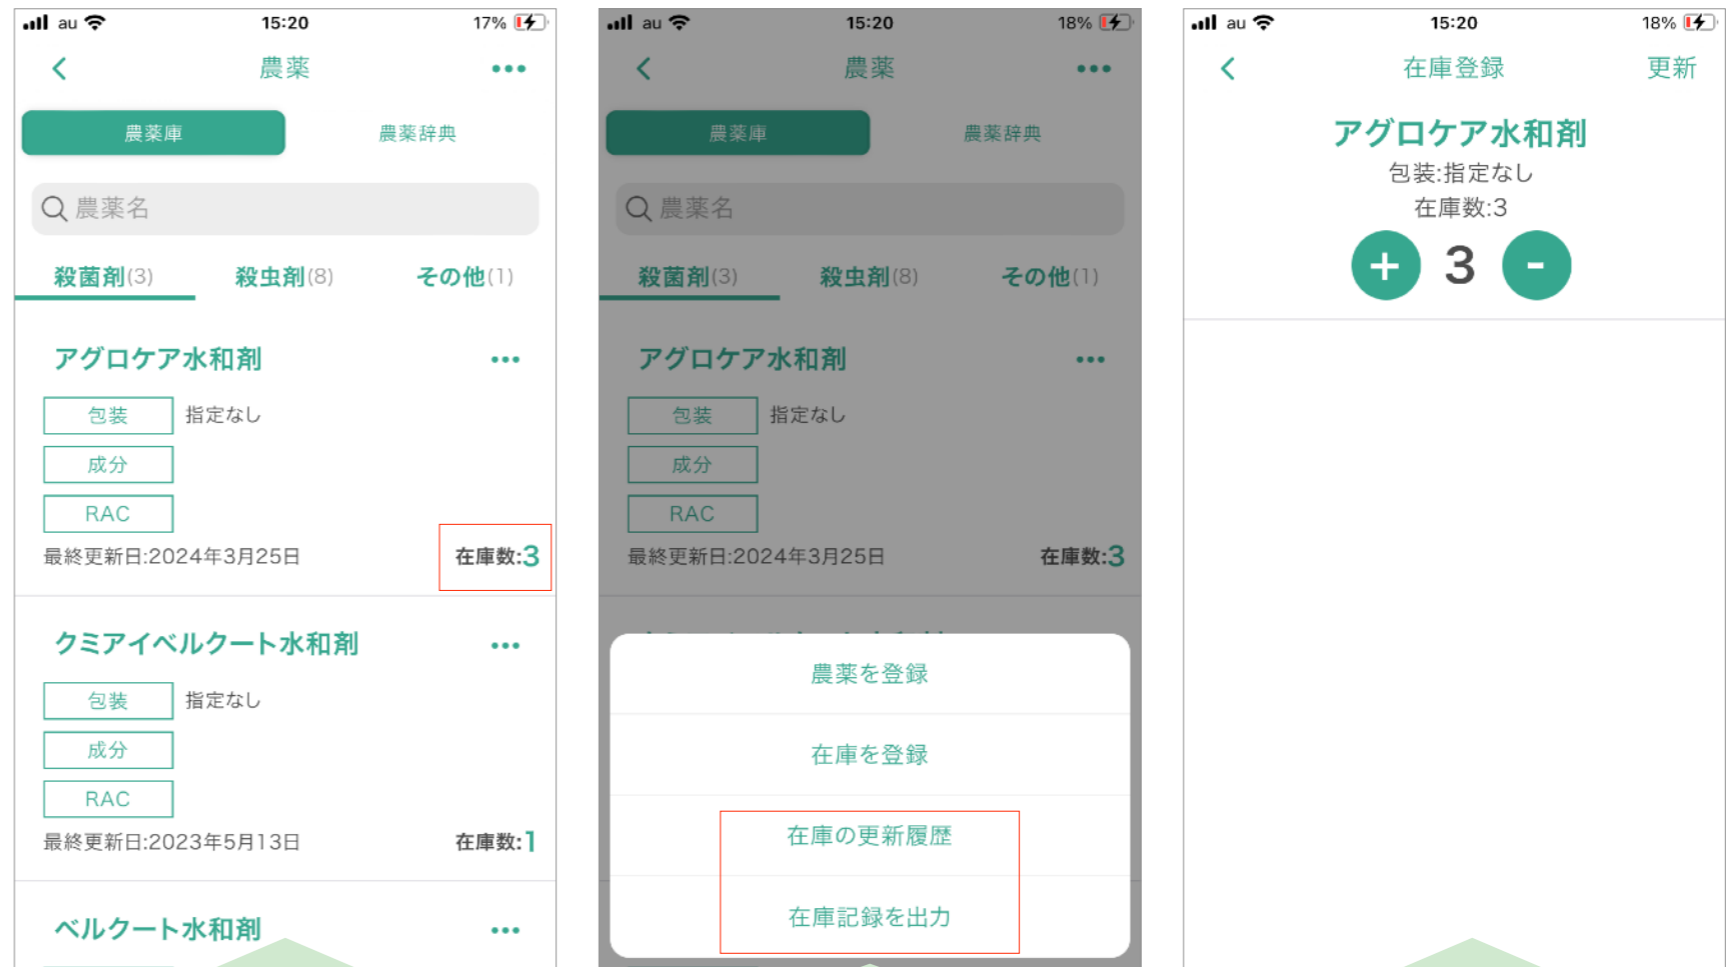 au 15:20 17%
農薬
農薬庫 農薬辞典
農薬名
殺菌剤(3) 殺虫剤(8) その他(1)
アグロケア水和剤
包装 指定なし
成分
RAC
最終更新日:2024年3月25日 在庫数:3
クミアイベルクート水和剤
包装 指定なし
成分
RAC
最終更新日:2023年5月13日 在庫数:1
ベルクート水和剤
au 15:20 18%
農薬
農薬庫 農薬辞典
農薬名
殺菌剤(3) 殺虫剤(8) その他(1)
アグロケア水和剤
包装 指定なし
成分
RAC
最終更新日:2024年3月25日 在庫数:3
農薬を登録
在庫を登録
在庫の更新履歴
在庫記録を出力
au 15:20 18%
在庫登録 更新
アグロケア水和剤
包装:指定なし
在庫数:3
+ 3 -